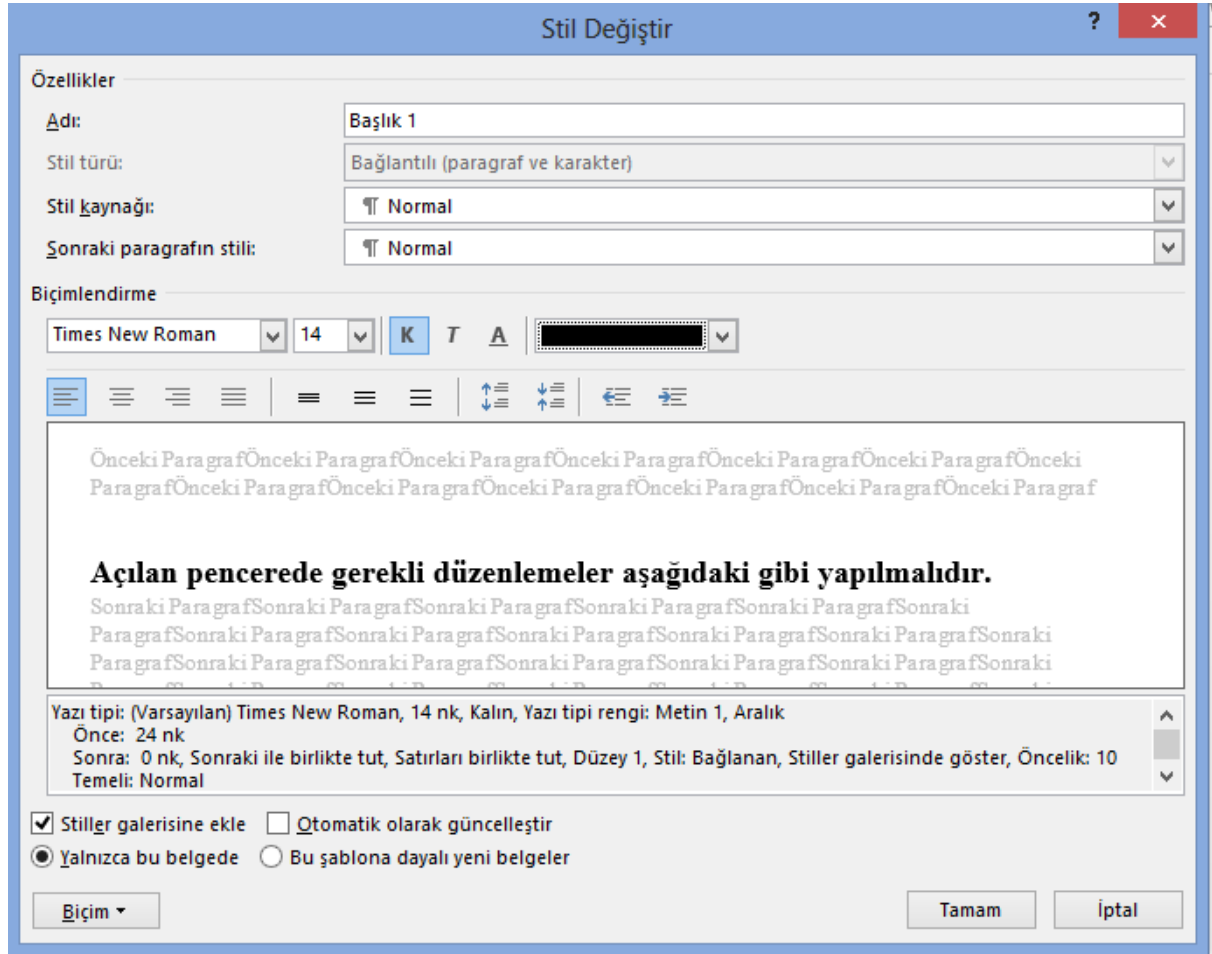 Stil Değiştir
?
Özellikler
Adı: Başlık 1
Stil türü: Bağlantılı (paragraf ve karakter)
Stil kaynağı: ¶ Normal
Sonraki paragrafın stili: ¶ Normal
Biçimlendirme
Times New Roman 14 K T A
Önceki ParagrafÖnceki ParagrafÖnceki ParagrafÖnceki ParagrafÖnceki ParagrafÖnceki ParagrafÖnceki
ParagrafÖnceki ParagrafÖnceki ParagrafÖnceki ParagrafÖnceki ParagrafÖnceki ParagrafÖnceki Paragraf
Açılan pencerede gerekli düzenlemeler aşağıdaki gibi yapılmalıdır.
Sonraki ParagrafSonraki ParagrafSonraki ParagrafSonraki ParagrafSonraki
ParagrafSonraki ParagrafSonraki ParagrafSonraki ParagrafSonraki ParagrafSonraki
ParagrafSonraki ParagrafSonraki ParagrafSonraki ParagrafSonraki ParagrafSonraki
Yazı tipi: (Varsayılan) Times New Roman, 14 nk, Kalın, Yazı tipi rengi: Metin 1, Aralık
Önce: 24 nk
Sonra: 0 nk, Sonraki ile birlikte tut, Satırları birlikte tut, Düzey 1, Stil: Bağlanan, Stiller galerisinde göster, Öncelik: 10
Temeli: Normal
Stiller galerisine ekle Otomatik olarak güncelleştir
Yalnızca bu belgede Bu şablona dayalı yeni belgeler
Biçim Tamam İptal